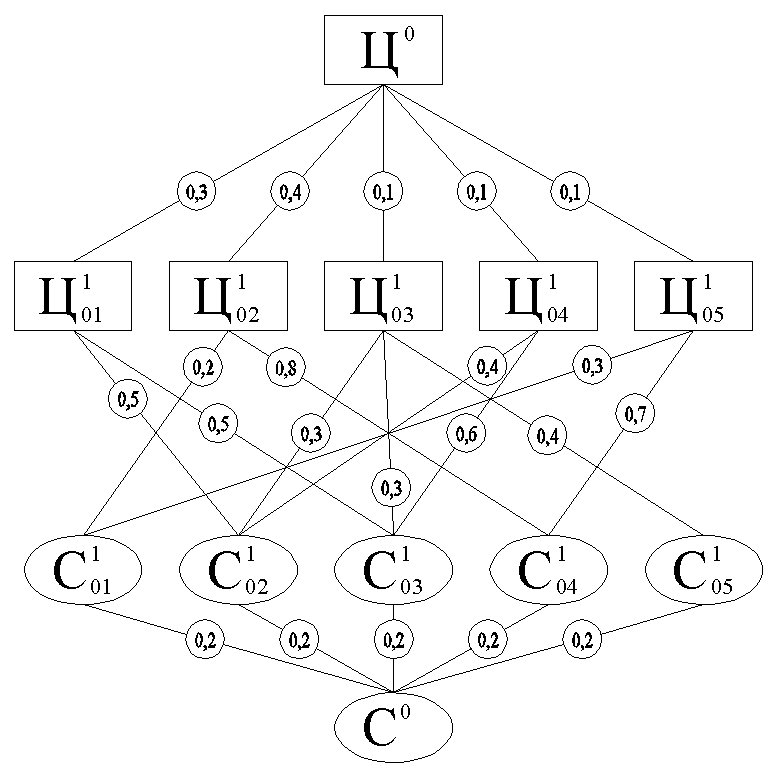 Ц⁰
0,3 0,4 0,1 0,1 0,1
Ц¹₀₁ Ц¹₀₂ Ц¹₀₃ Ц¹₀₄ Ц¹₀₅
0,2 0,8 0,4 0,3
0,5 0,5 0,3 0,6 0,4 0,7
0,3
С¹₀₁ С¹₀₂ С¹₀₃ С¹₀₄ С¹₀₅
0,2 0,2 0,2 0,2 0,2
С⁰